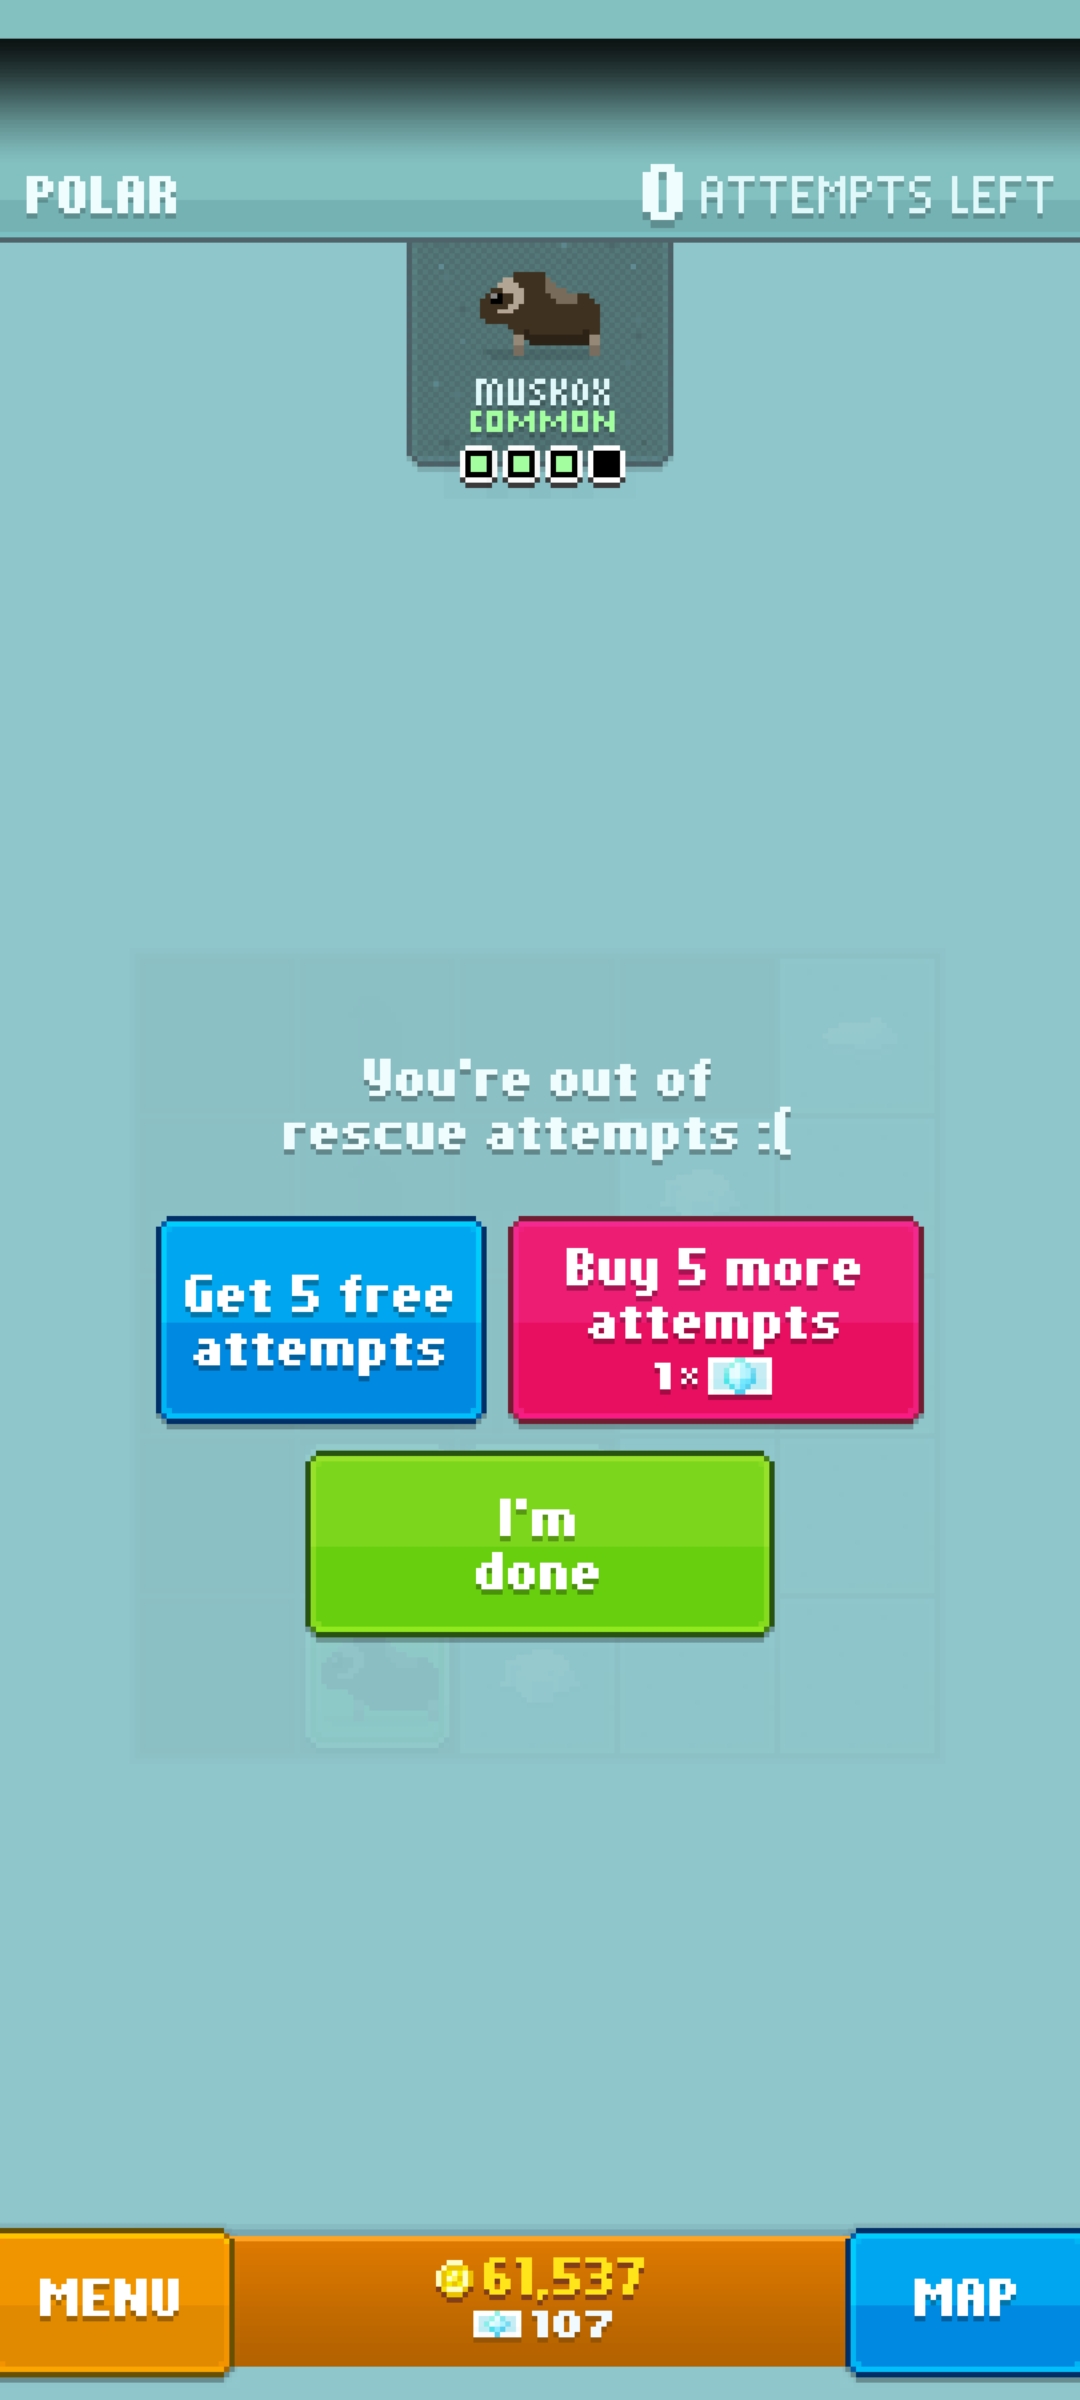 POLAR
0 ATTEMPTS LEFT
MUSKOX
COMMON
You're out of
rescue attempts :(
Get 5 free
attempts
Buy 5 more
attempts
1×
I'm
done
MENU
61,537
107
MAP